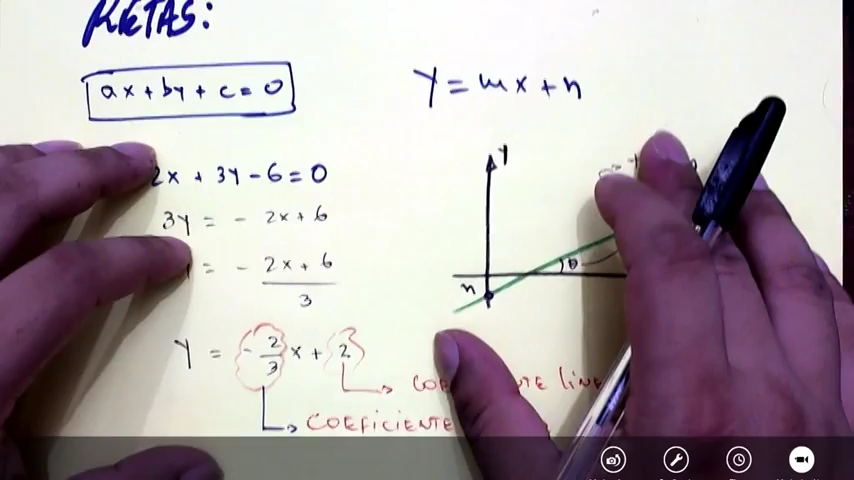 RETAS:
ax + by + c = 0
y = mx + n
2x + 3y - 6 = 0
3y = - 2x + 6
= - 2x + 6
3
y = - 2/3 x + 2
COEFICIENTE
y
θ
n